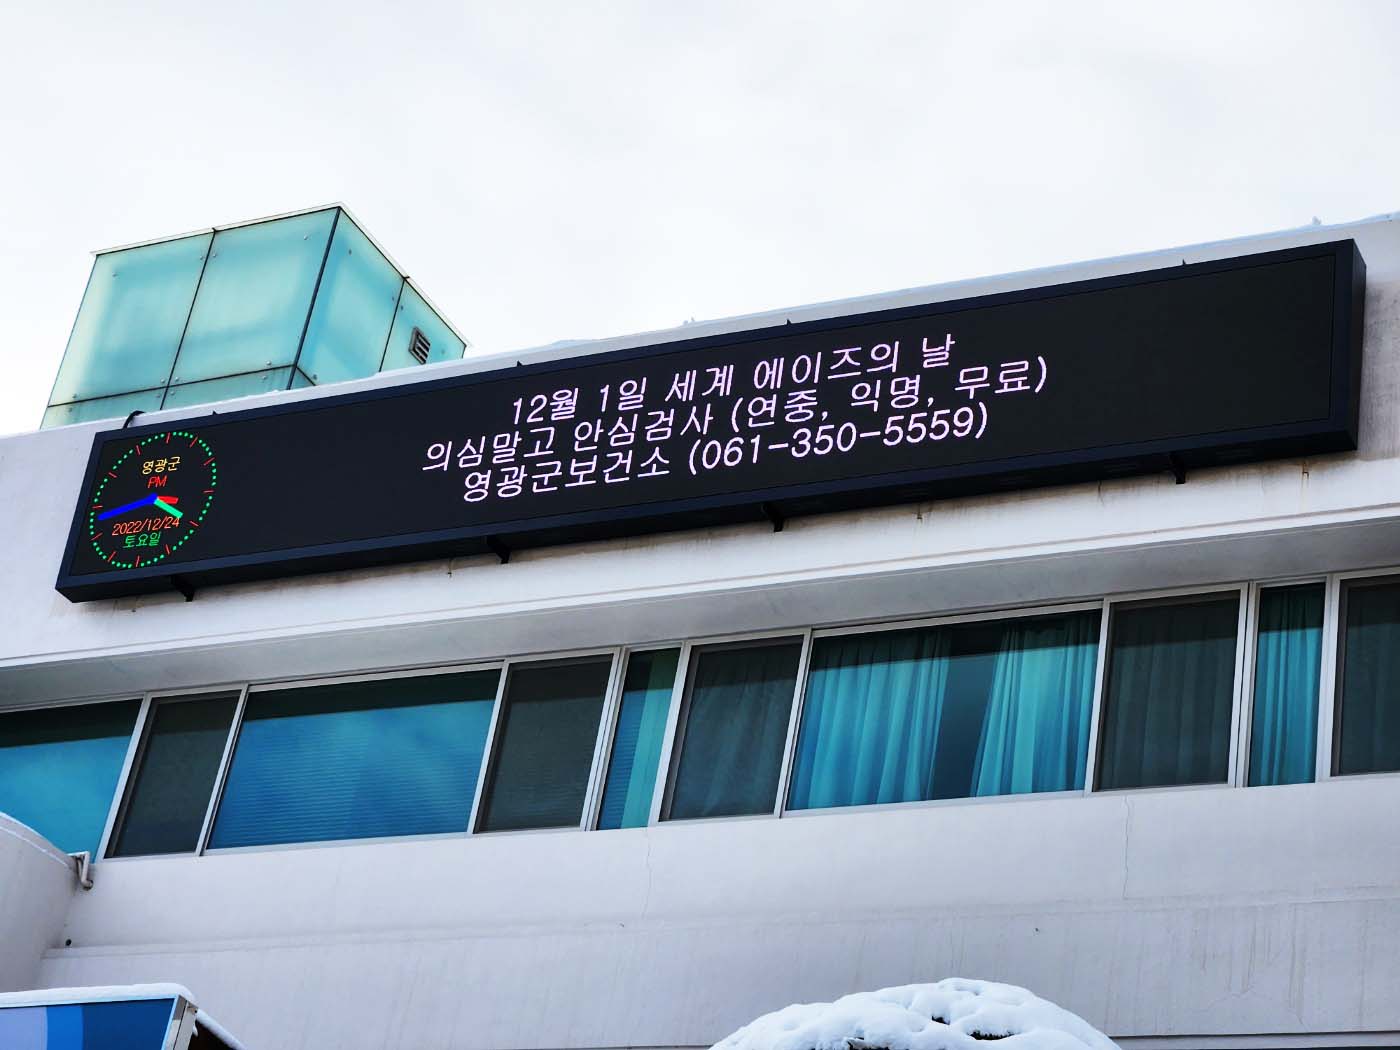 영광군
PM
2022/12/24
토요일
12월 1일 세계 에이즈의 날
의심말고 안심검사 (연중, 익명, 무료)
영광군보건소 (061-350-5559)